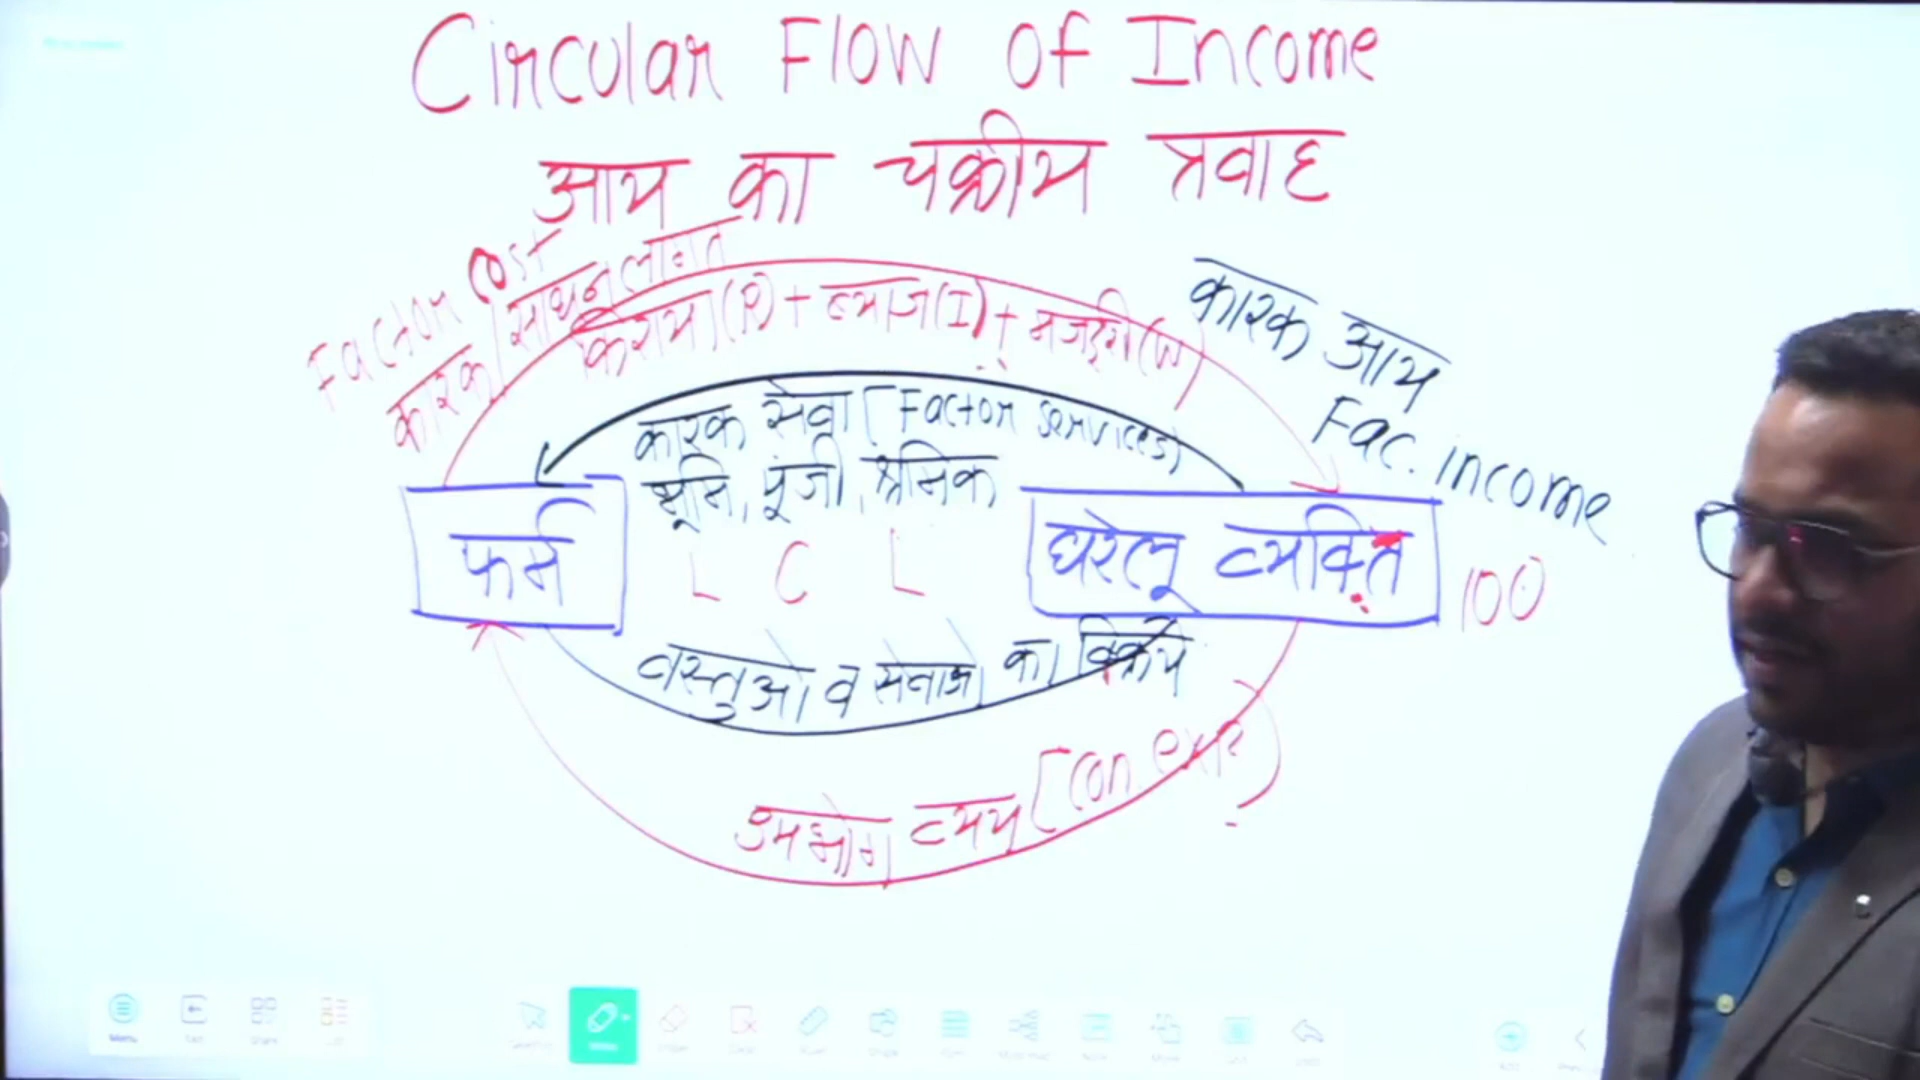 Circular Flow Of Income
आय का चक्रीय प्रवाह
Factor Cost
कारक/साधन लागत
किराया(R)+ ब्याज(I)+ मजदूरी(W)
कारक आय
Fac. income
कारक सेवा [Factor Services)
भूमि, पूंजी, श्रमिक
L C L
फर्म
घरेलू व्यक्ति
100
वस्तुओ व सेवाओ का विक्रय
उपभोग व्यय [Con exp)
Menu